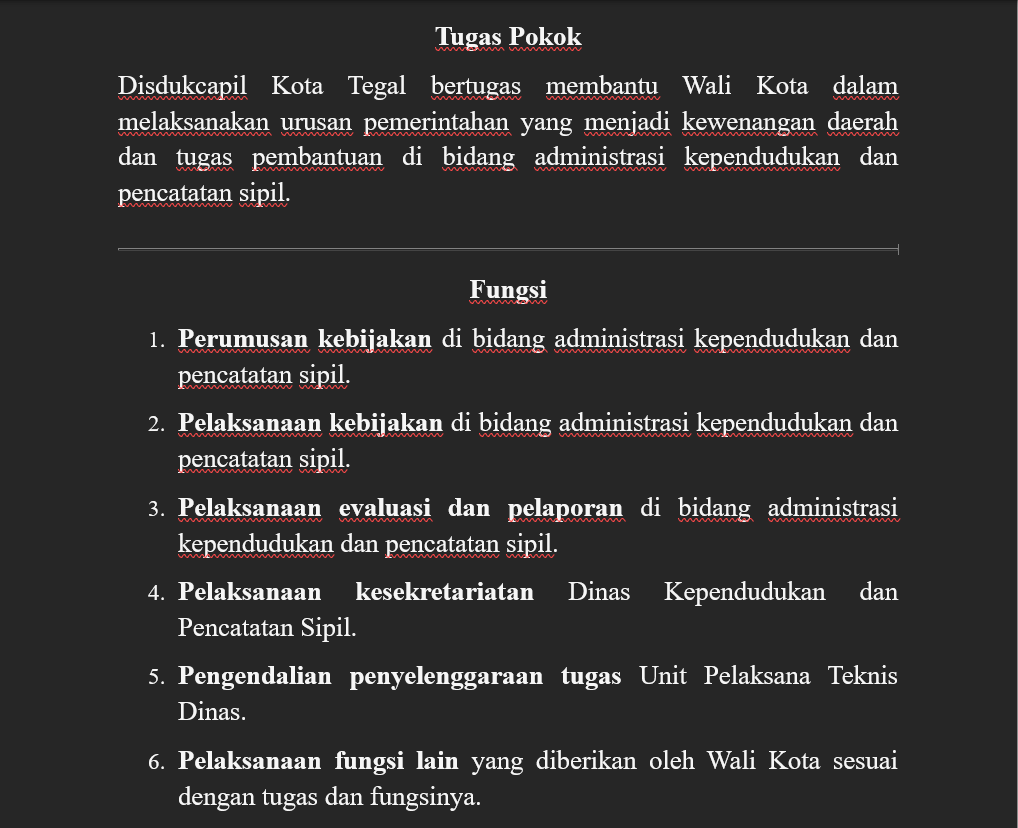 Tugas Pokok
Disdukcapil Kota Tegal bertugas membantu Wali Kota dalam
melaksanakan urusan pemerintahan yang menjadi kewenangan daerah
dan tugas pembantuan di bidang administrasi kependudukan dan
pencatatan sipil.
Fungsi
1. Perumusan kebijakan di bidang administrasi kependudukan dan
pencatatan sipil.
2. Pelaksanaan kebijakan di bidang administrasi kependudukan dan
pencatatan sipil.
3. Pelaksanaan evaluasi dan pelaporan di bidang administrasi
kependudukan dan pencatatan sipil.
4. Pelaksanaan kesekretariatan Dinas Kependudukan dan
Pencatatan Sipil.
5. Pengendalian penyelenggaraan tugas Unit Pelaksana Teknis
Dinas.
6. Pelaksanaan fungsi lain yang diberikan oleh Wali Kota sesuai
dengan tugas dan fungsinya.